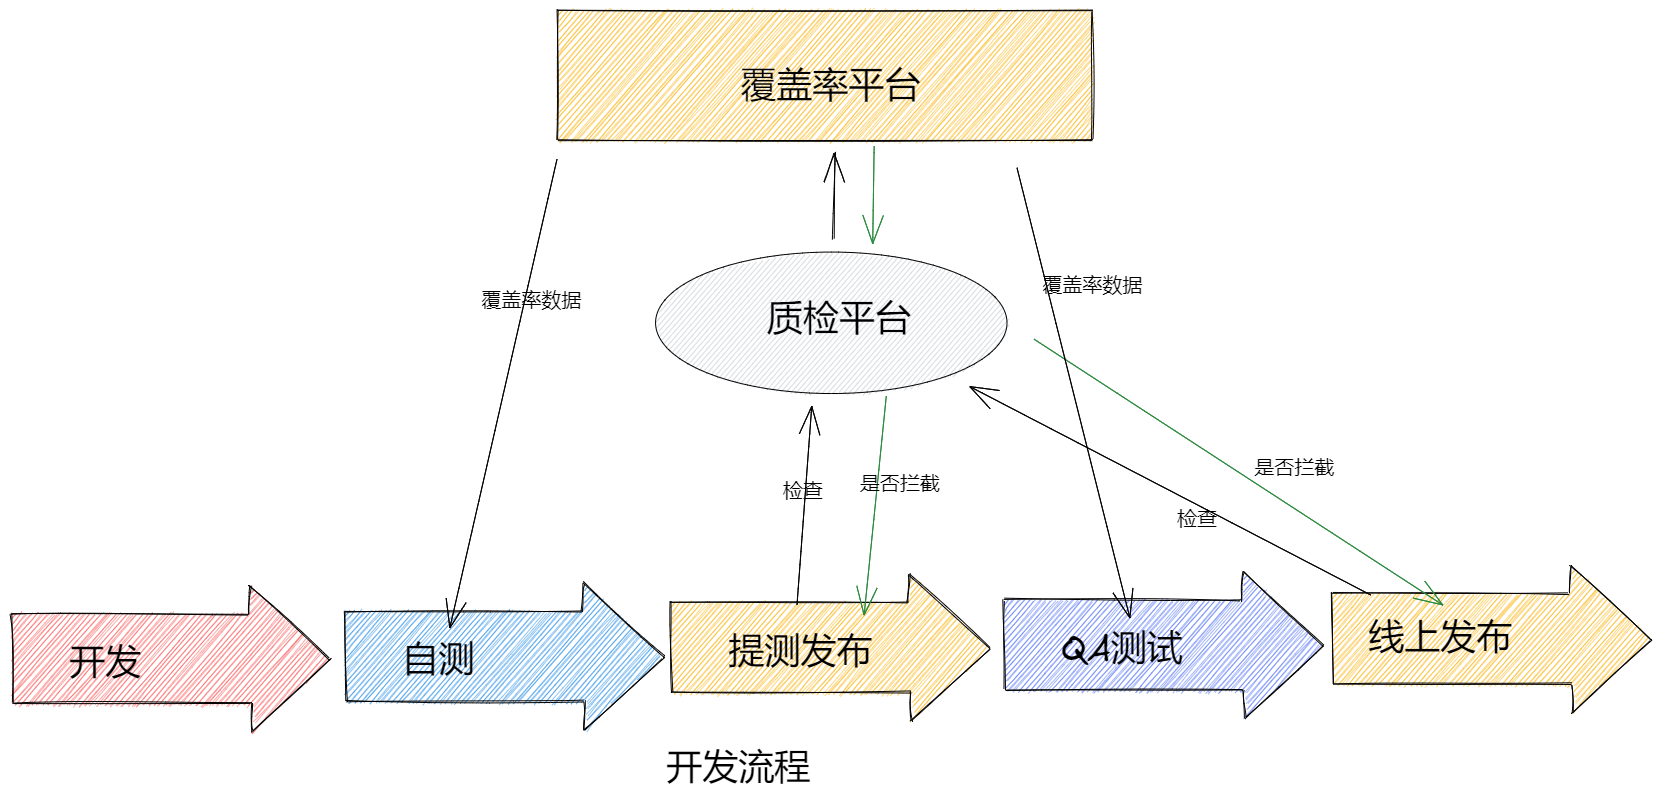 覆盖率平台
覆盖率数据
覆盖率数据
质检平台
检查
是否拦截
是否拦截
检查
开发
自测
提测发布
QA测试
线上发布
开发流程